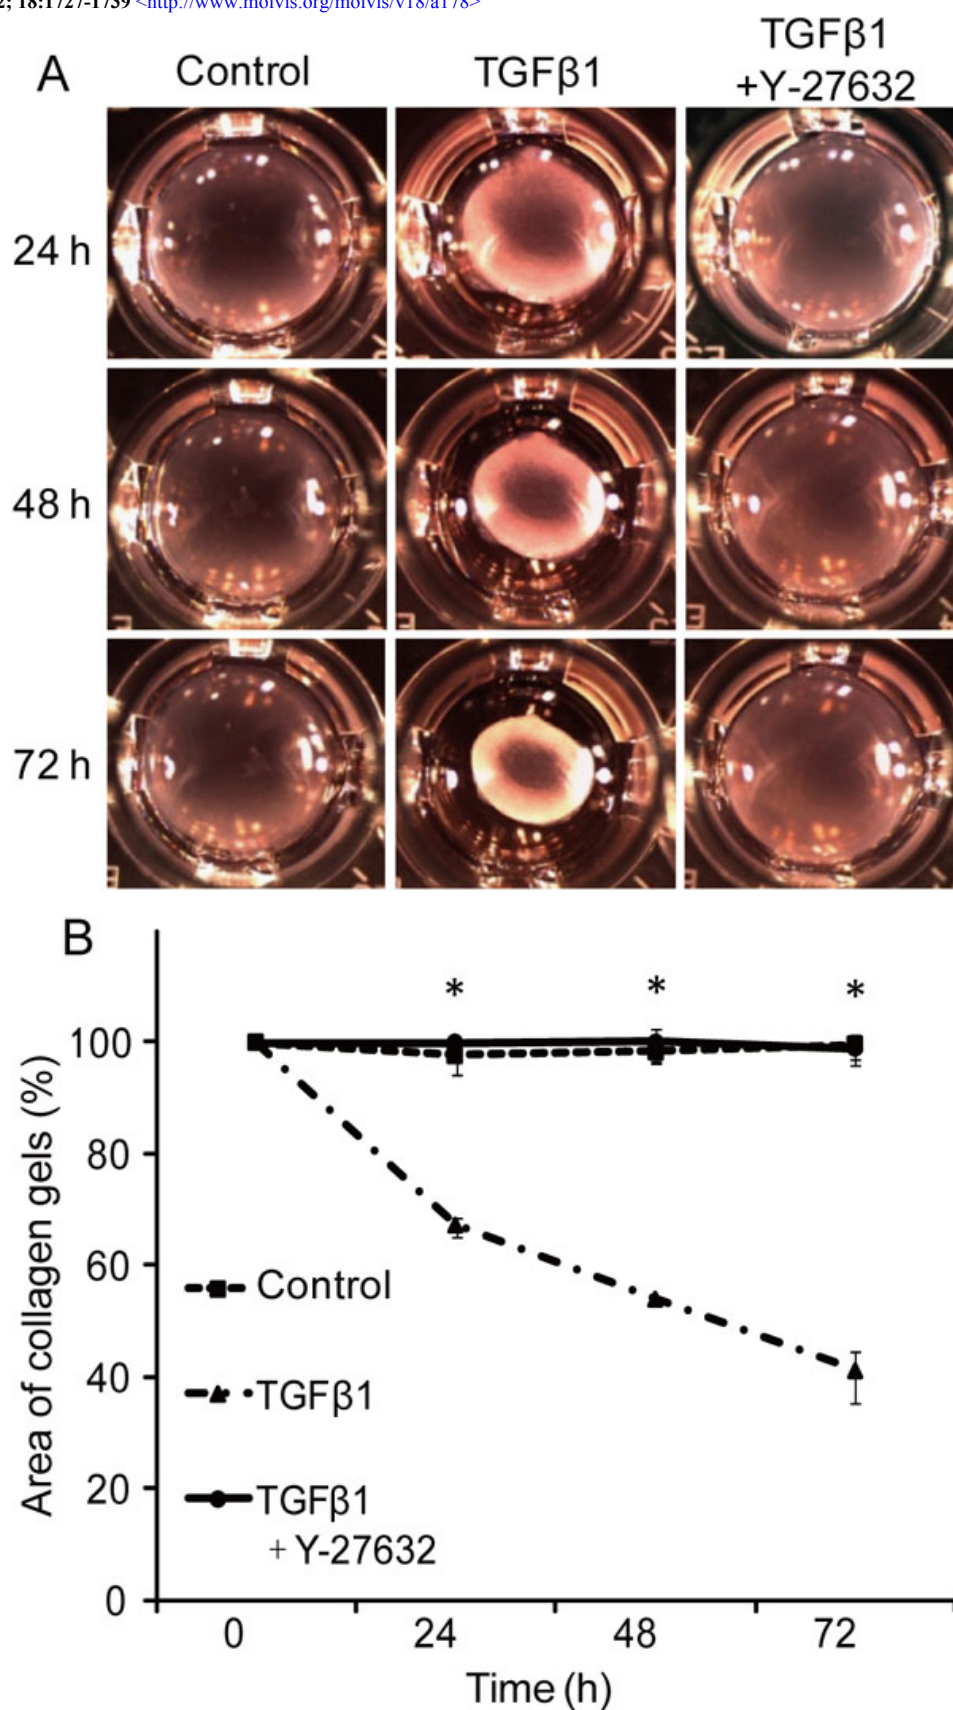 2; 18:1727-1739 <http://www.molvis.org/molvis/v18/a178>
A
Control
TGFβ1
TGFβ1
+Y-27632
24 h
48 h
72 h
B
*
*
*
100
80
60
40
20
0
Area of collagen gels (%)
Control
TGFβ1
TGFβ1
+ Y-27632
0
24
48
72
Time (h)